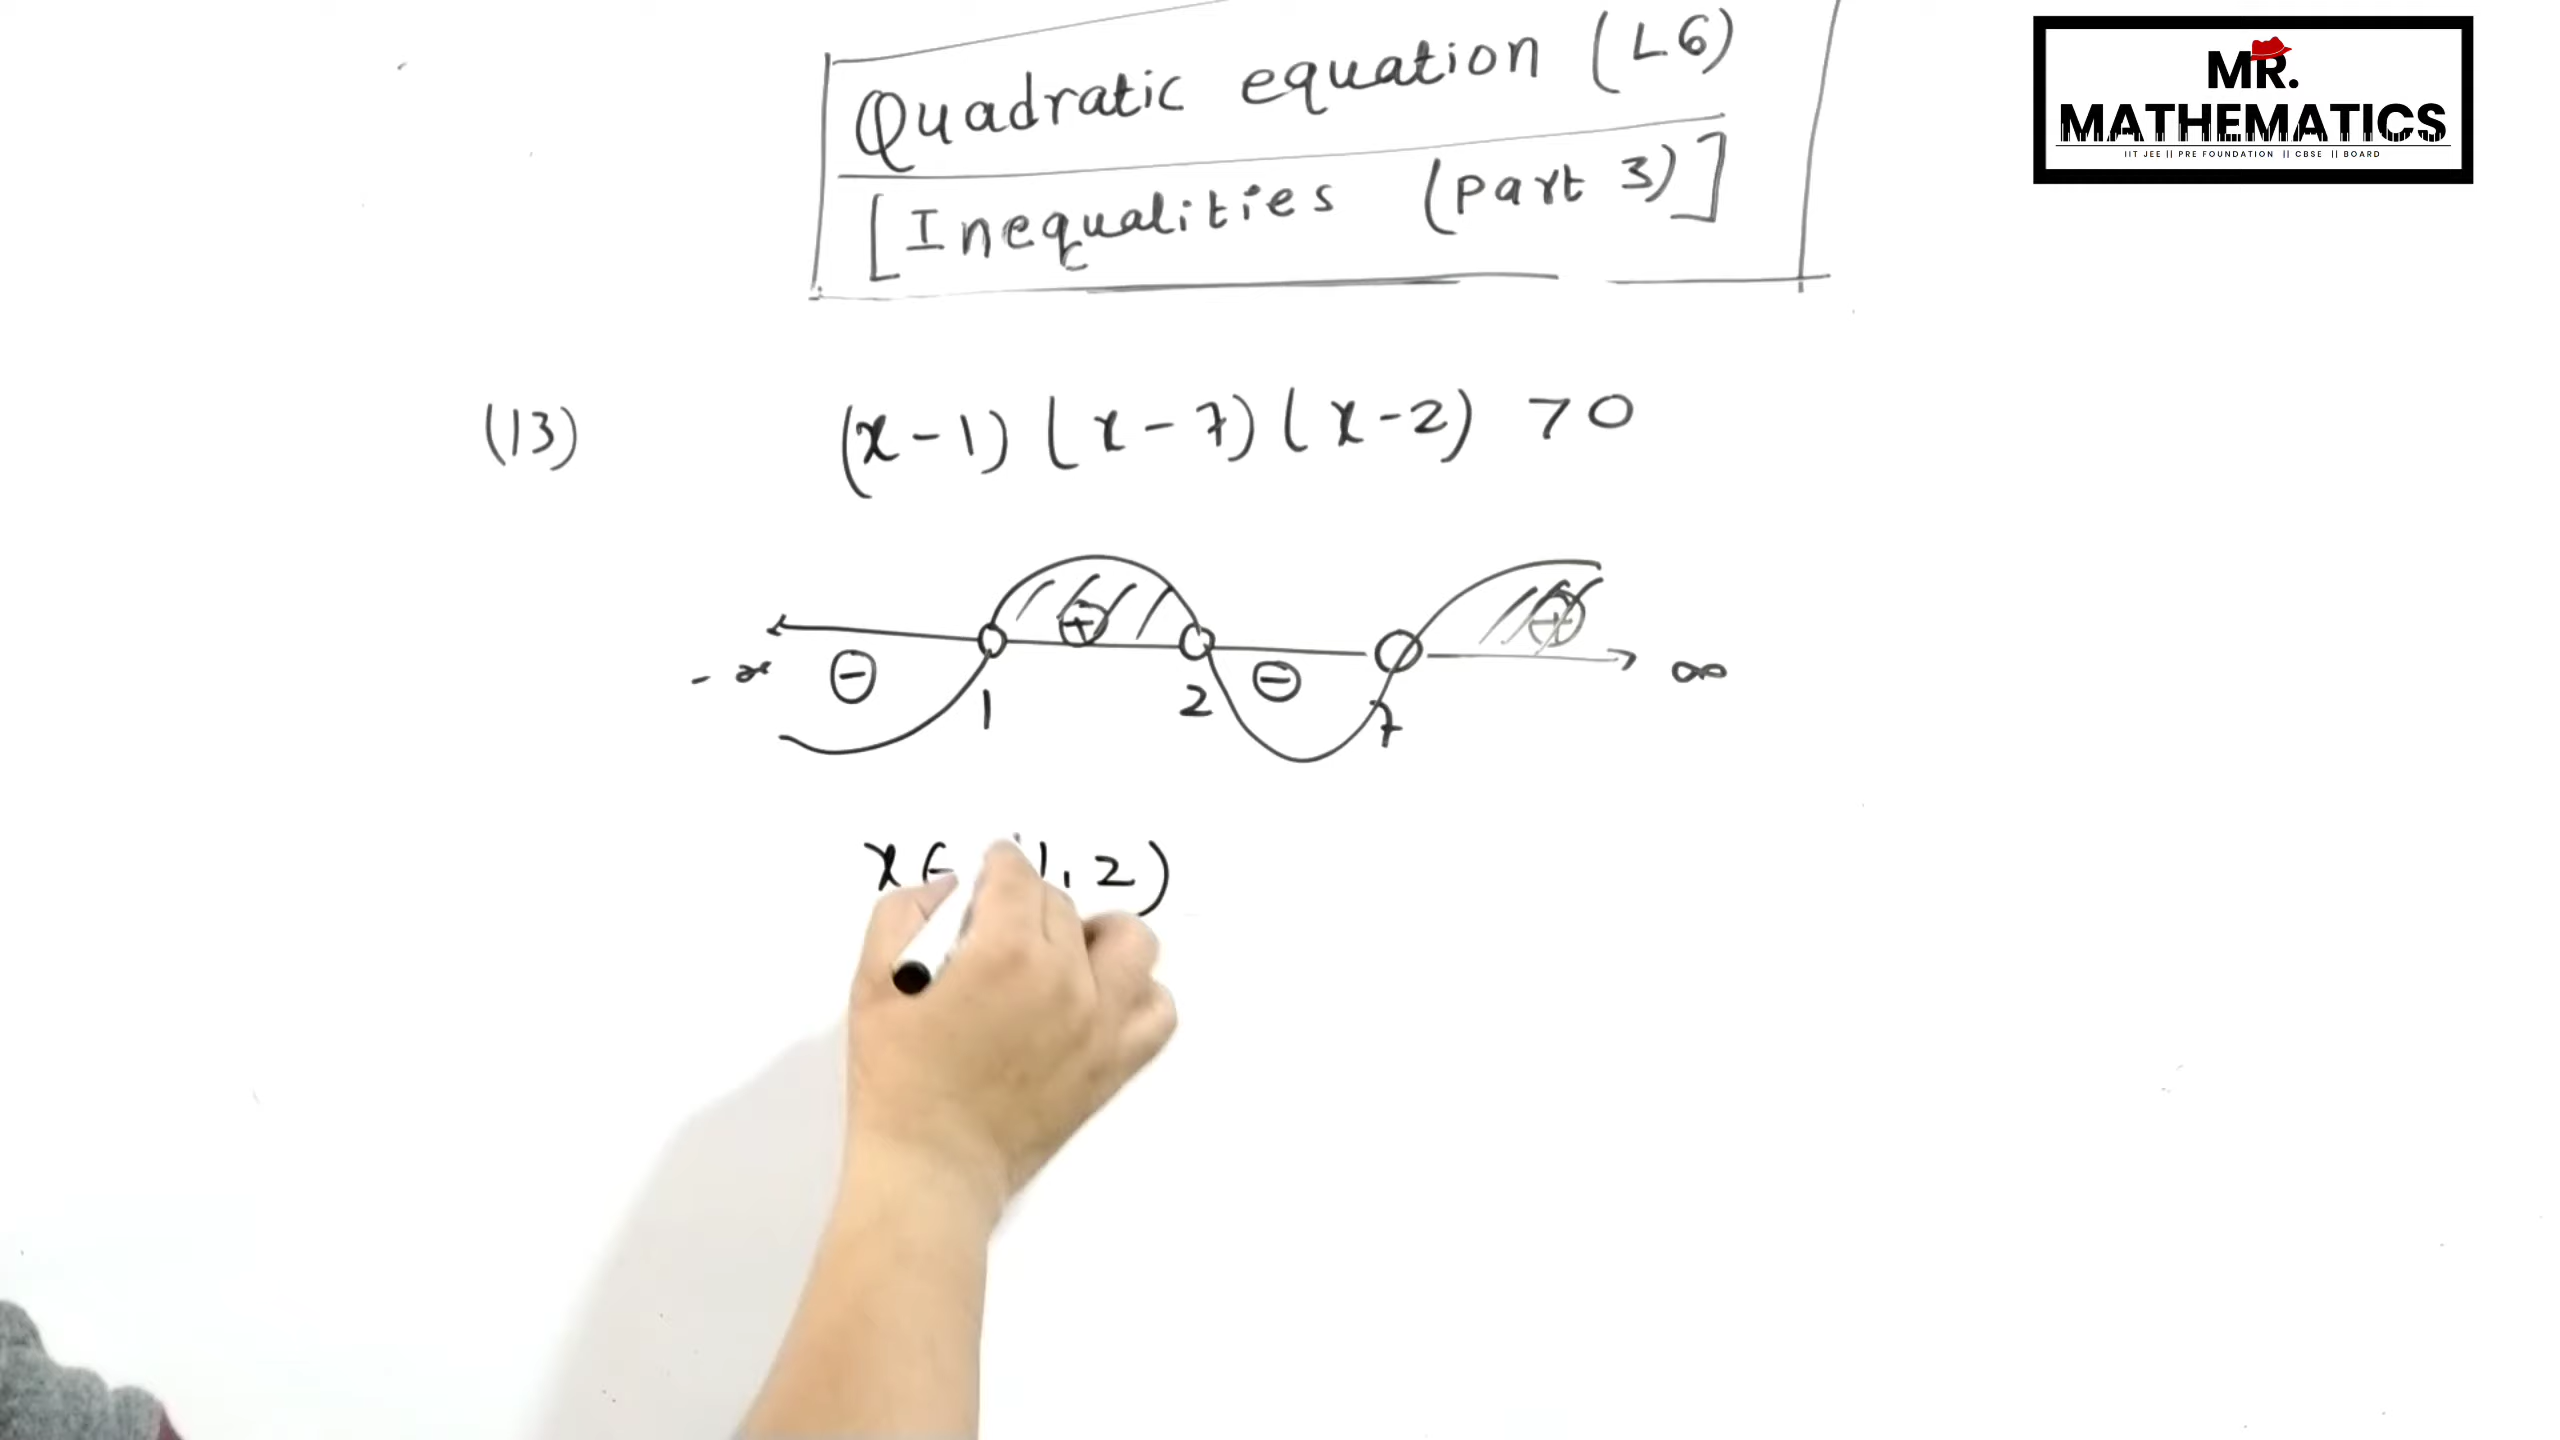 MR.
MATHEMATICS
IIT JEE || PRE FOUNDATION || CBSE || BOARD
Quadratic equation (L6)
[Inequalities (part 3)]
(13) (x-1) (x-7) (x-2) >0
⊕ ⊕
-∞ ⊖ ⊖ ∞
1 2 7
x∈ (1, 2)